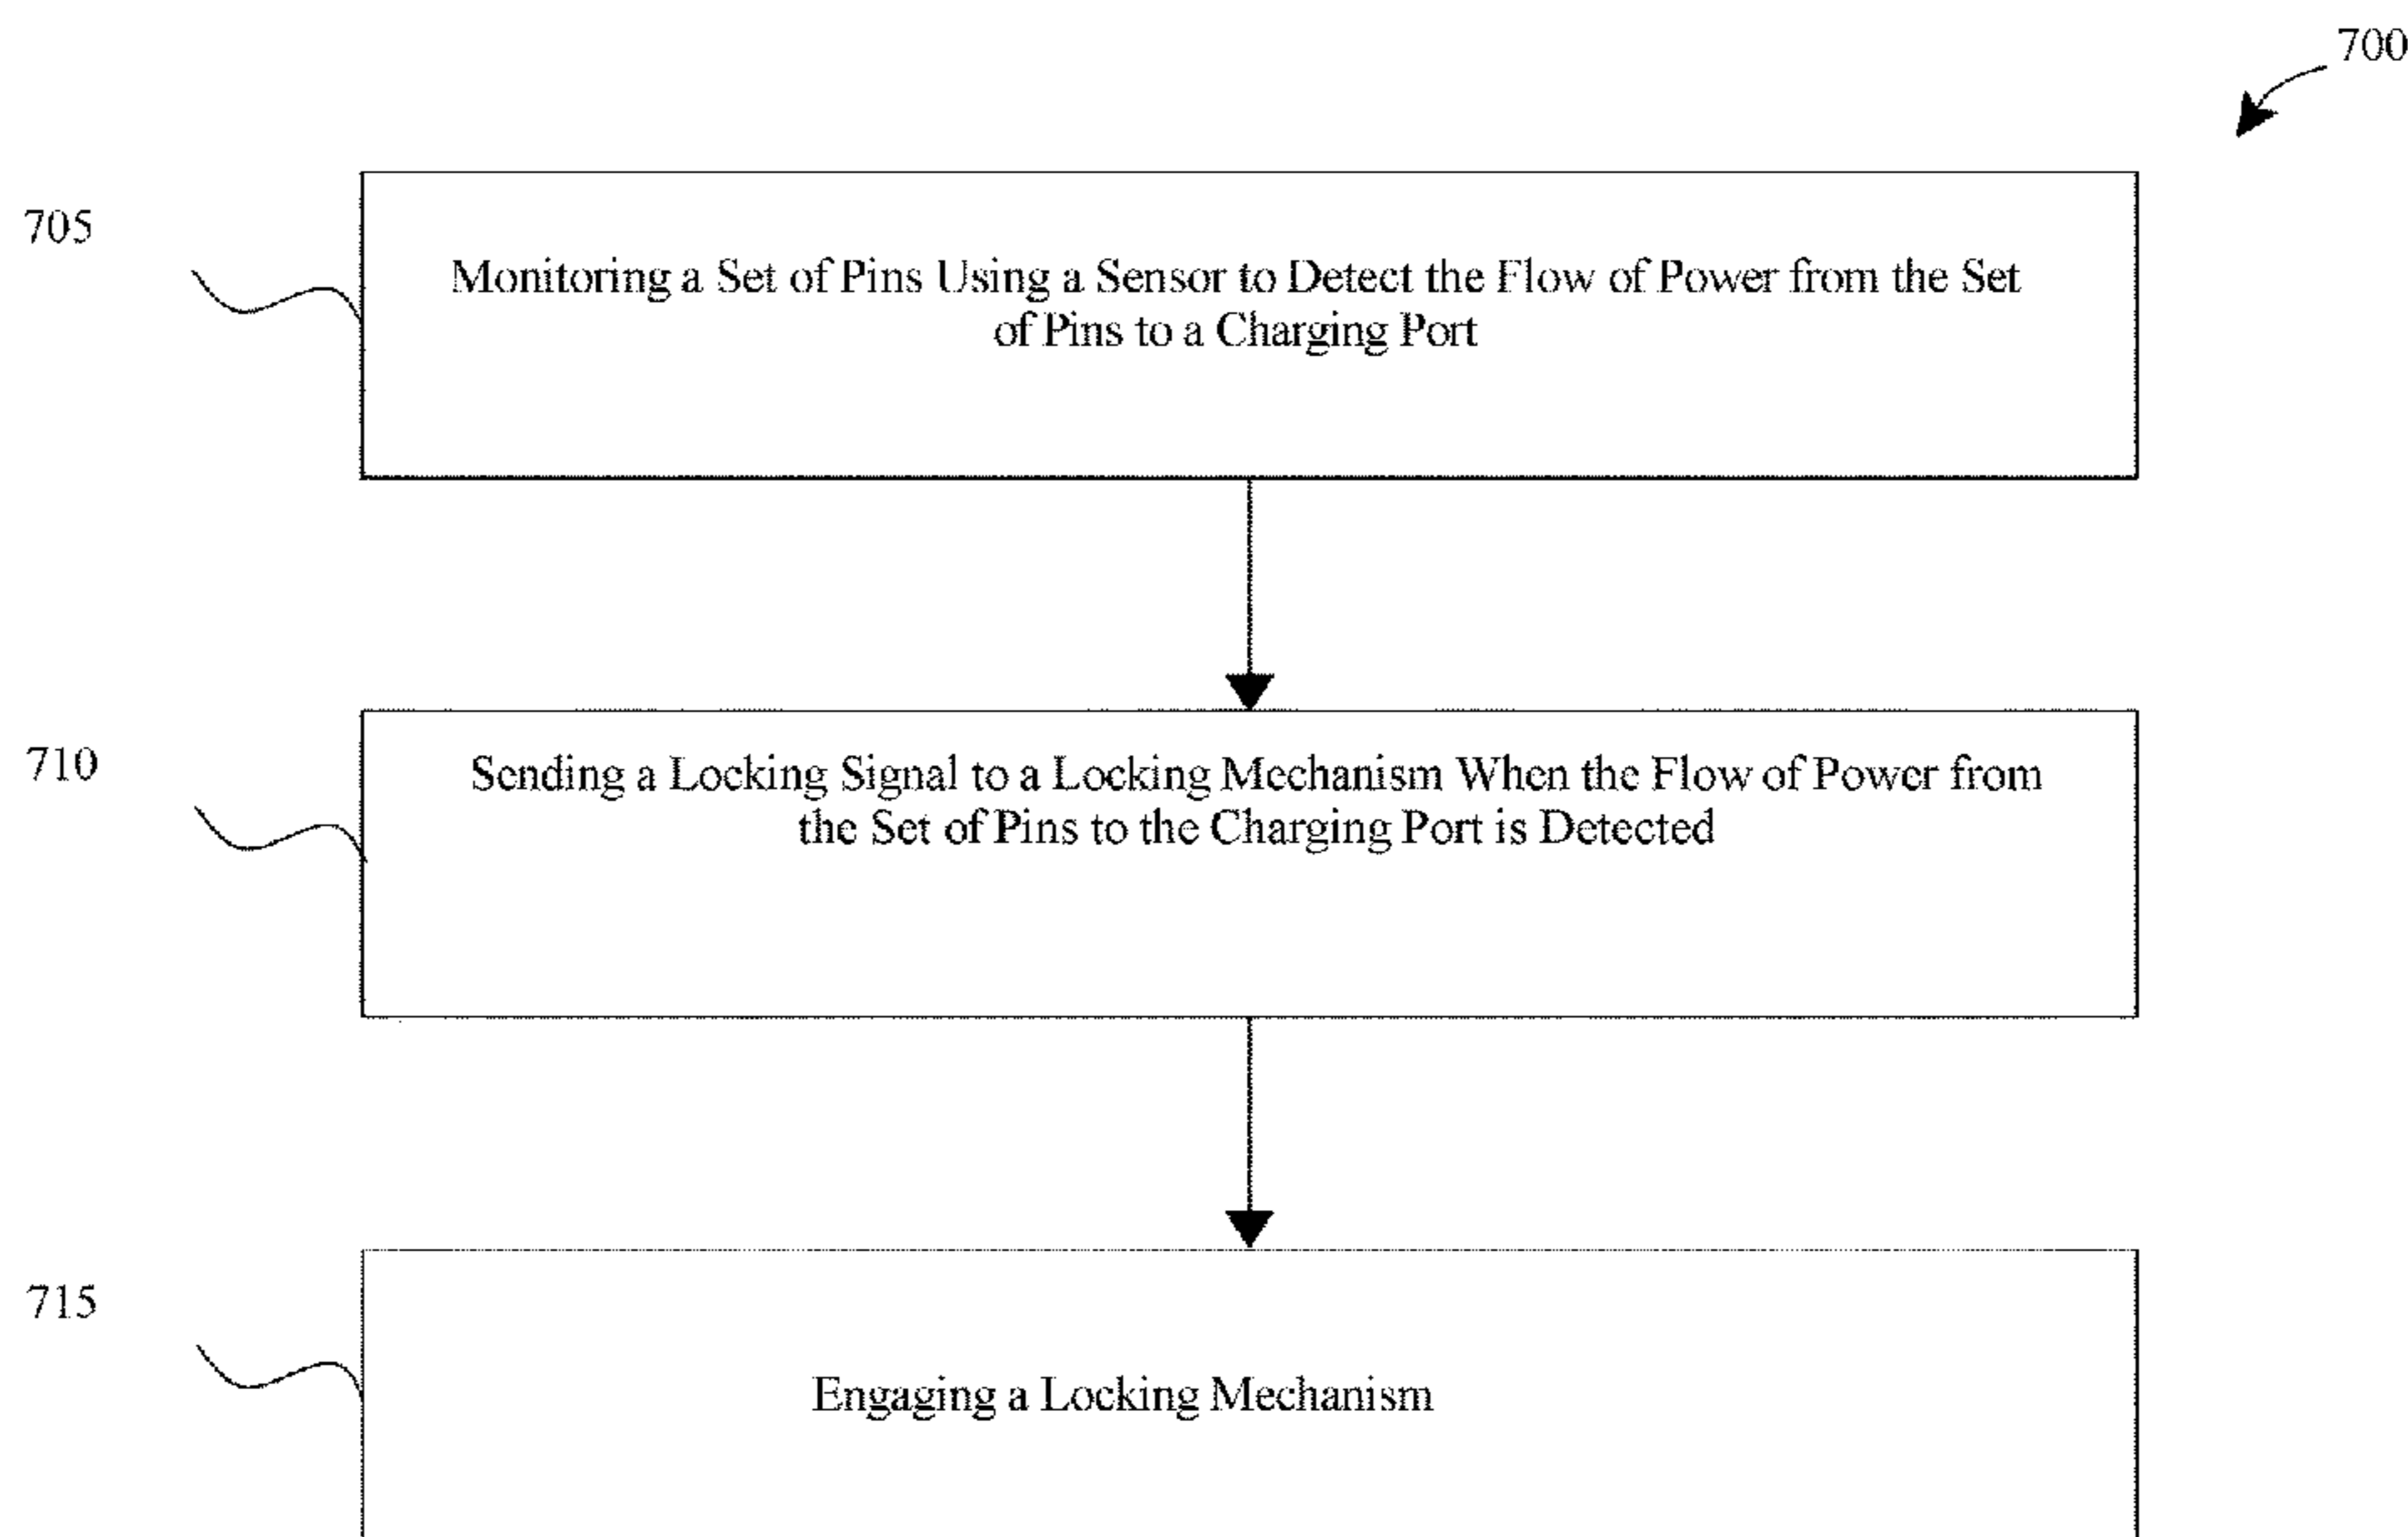 700
705
Monitoring a Set of Pins Using a Sensor to Detect the Flow of Power from the Set
of Pins to a Charging Port
710
Sending a Locking Signal to a Locking Mechanism When the Flow of Power from
the Set of Pins to the Charging Port is Detected
715
Engaging a Locking Mechanism